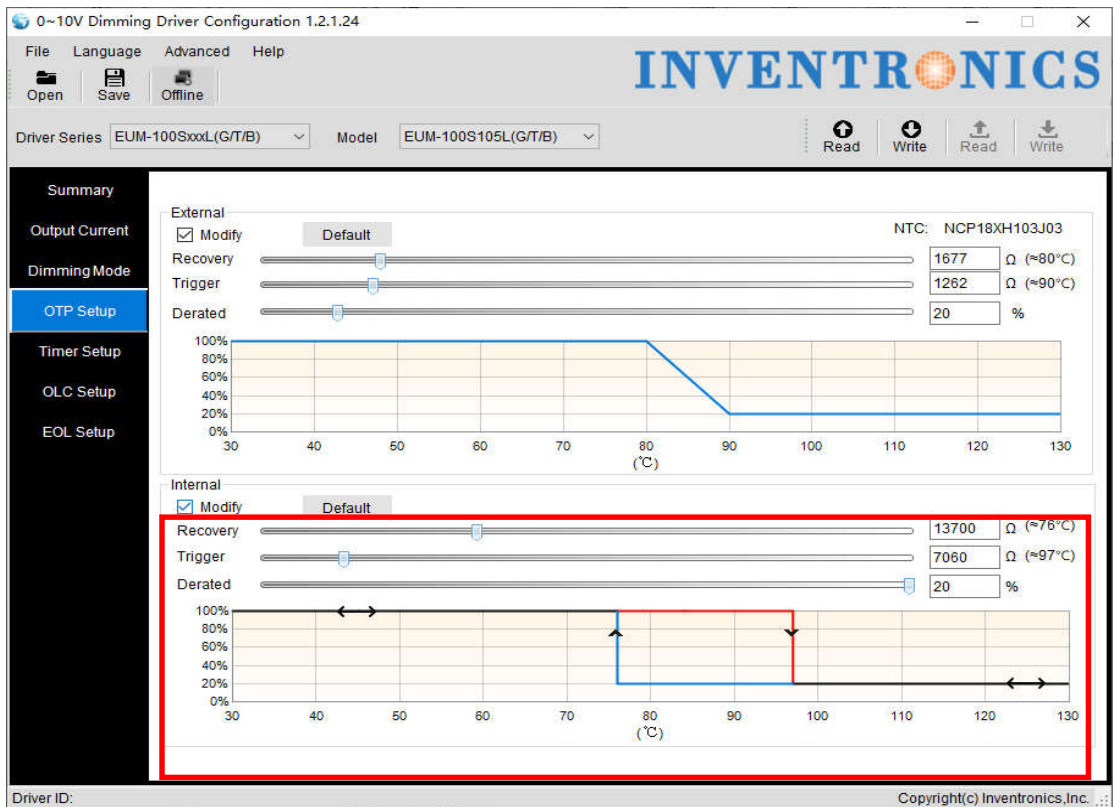 0~10V Dimming Driver Configuration 1.2.1.24
File Language Advanced Help
INVENTRONICS
Open Save Offline
Driver Series EUM-100SxxxL(G/T/B) Model EUM-100S105L(G/T/B) Read Write Read Write
Summary
Output Current
Dimming Mode
OTP Setup
Timer Setup
OLC Setup
EOL Setup
External
Modify Default NTC: NCP18XH103J03
Recovery 1677 Ω (≈80°C)
Trigger 1262 Ω (≈90°C)
Derated 20 %
100%
80%
60%
40%
20%
0%
30 40 50 60 70 80 90 100 110 120 130
(℃)
Internal
Modify Default
Recovery 13700 Ω (≈76°C)
Trigger 7060 Ω (≈97°C)
Derated 20 %
100%
80%
60%
40%
20%
0%
30 40 50 60 70 80 90 100 110 120 130
(℃)
Driver ID: Copyright(c) Inventronics,Inc.